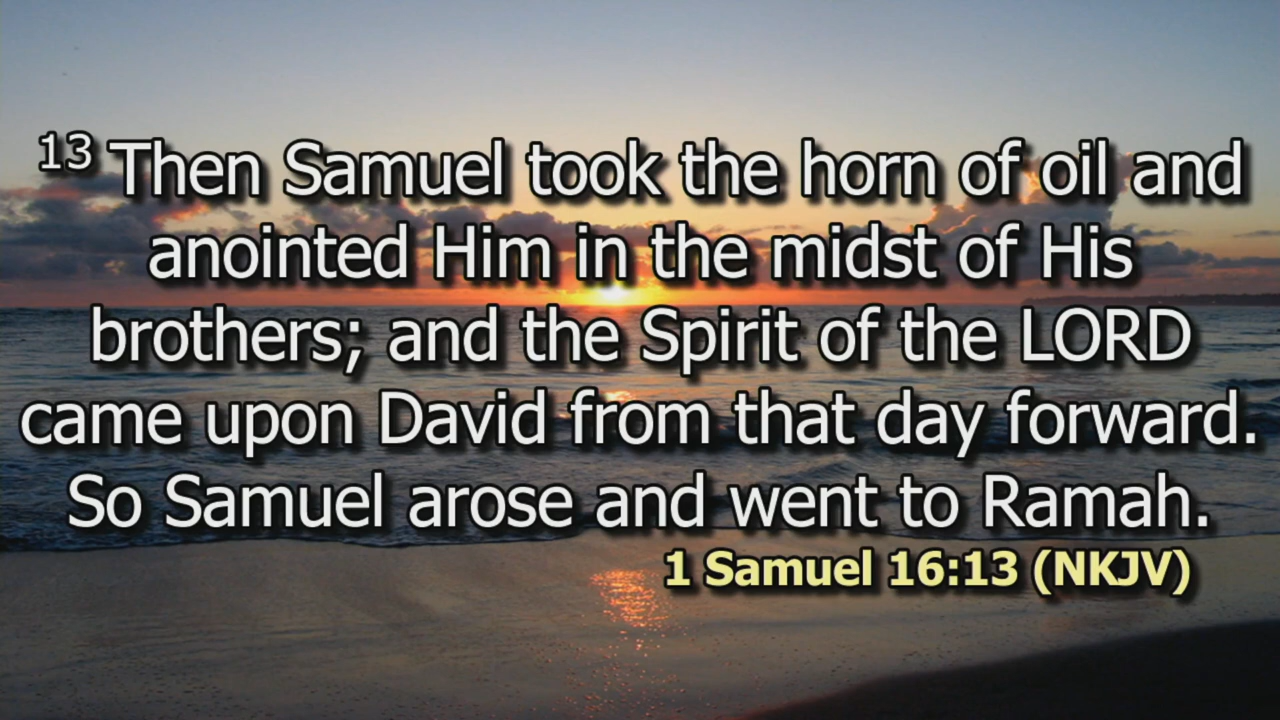 13 Then Samuel took the horn of oil and
anointed Him in the midst of His
brothers; and the Spirit of the LORD
came upon David from that day forward.
So Samuel arose and went to Ramah.
1 Samuel 16:13 (NKJV)